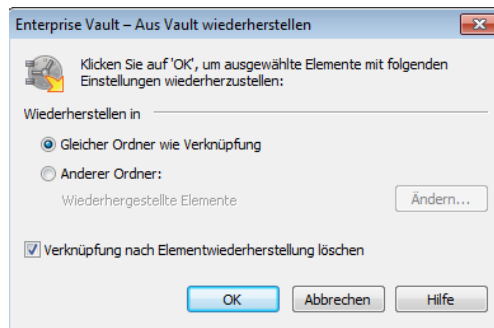 Enterprise Vault – Aus Vault wiederherstellen
Klicken Sie auf 'OK', um ausgewählte Elemente mit folgenden
Einstellungen wiederherzustellen:
Wiederherstellen in
Gleicher Ordner wie Verknüpfung
Anderer Ordner:
Wiederhergestellte Elemente Ändern...
Verknüpfung nach Elementwiederherstellung löschen
OK Abbrechen Hilfe